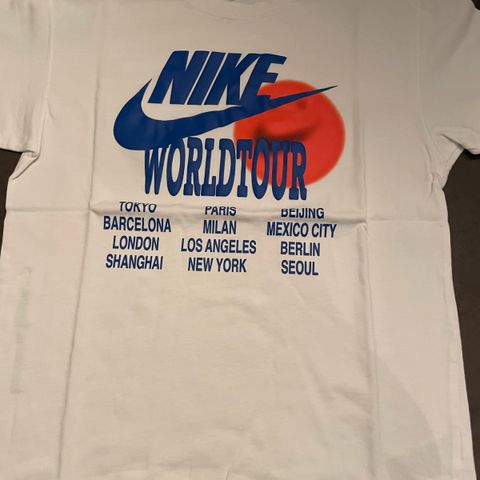 NIKE
WORLDTOUR
TOKYO PARIS BEIJING
BARCELONA MILAN MEXICO CITY
LONDON LOS ANGELES BERLIN
SHANGHAI NEW YORK SEOUL